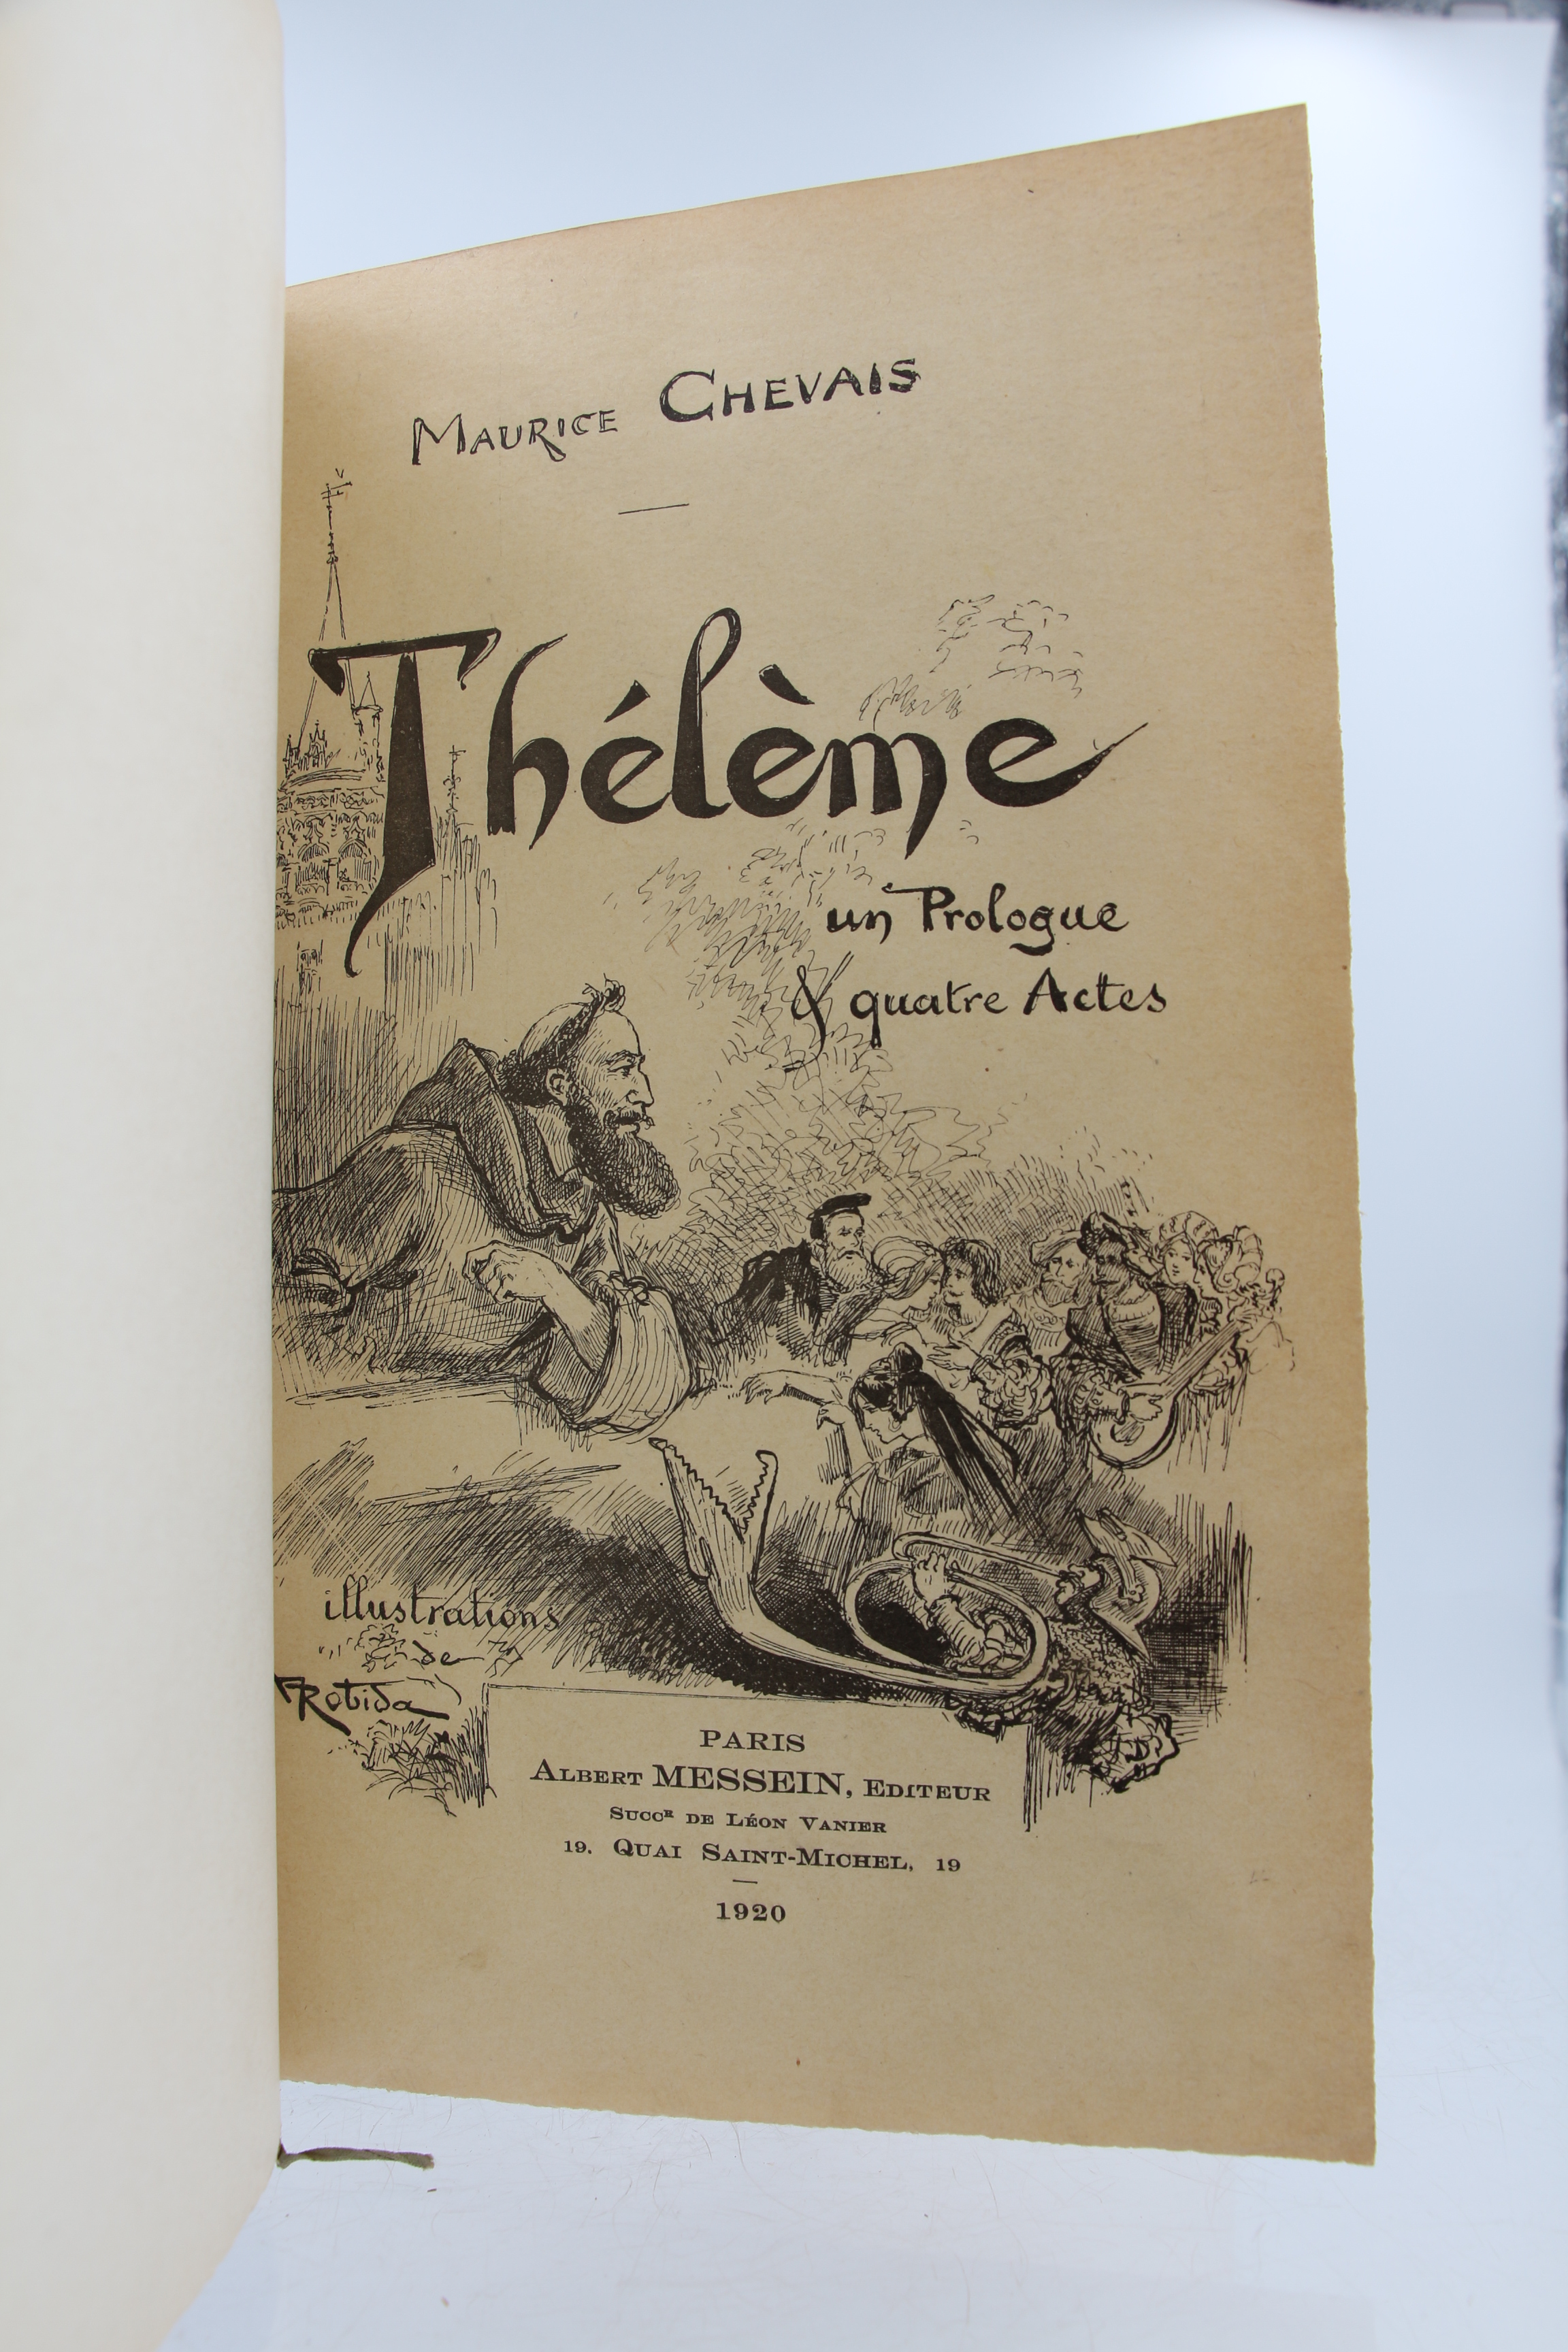 MAURICE CHEVAIS
Thélème
un Prologue
& quatre Actes
illustrations
de
A Robida
PARIS
ALBERT MESSEIN, EDITEUR
SUCCR DE LÉON VANIER
19. QUAI SAINT-MICHEL, 19
1920